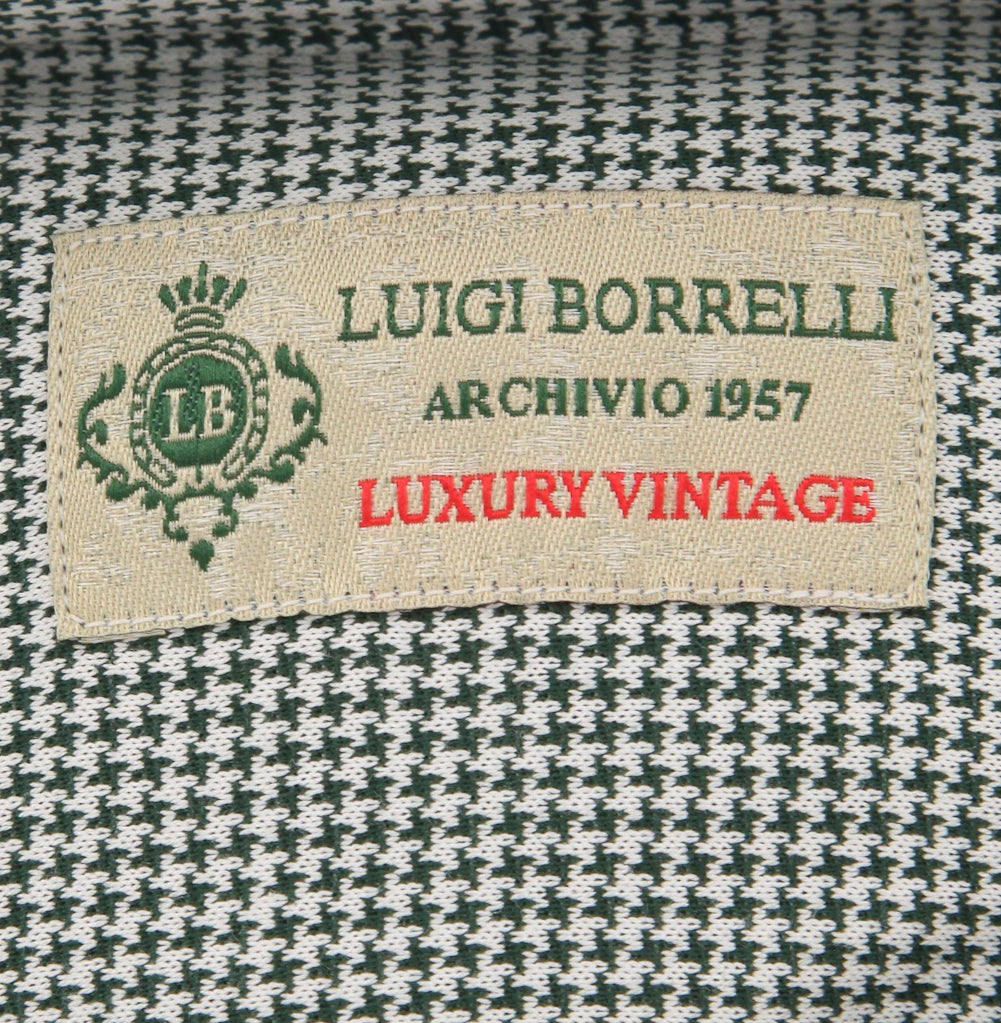 LB
LUIGI BORRELLI
ARCHIVIO 1957
LUXURY VINTAGE